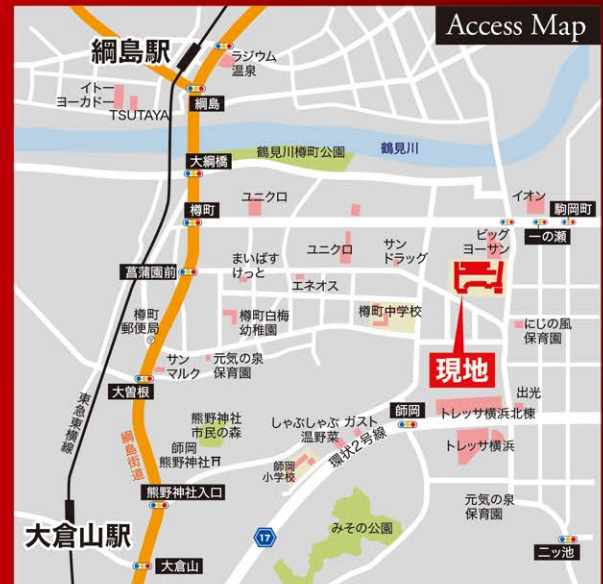 Access Map
綱島駅
ラジウム
温泉
イトー
ヨーカドー
TSUTAYA
綱島
鶴見川樽町公園
鶴見川
大綱橋
ユニクロ
イオン
駒岡町
樽町
一の瀬
ビッグ
ヨーサン
ユニクロ
サン
ドラッグ
まいばす
けっと
菖蒲園前
エネオス
樽町
郵便局
樽町白梅
幼稚園
樽町中学校
にじの風
保育園
現地
サン
マルク
元気の泉
保育園
大曽根
出光
師岡
トレッサ横浜北棟
東急東横線
熊野神社
市民の森
しゃぶしゃぶ
温野菜
ガスト
トレッサ横浜
綱島街道
師岡
熊野神社
環状2号線
師岡
小学校
熊野神社入口
元気の泉
保育園
大倉山駅
17
みその公園
二ッ池
大倉山